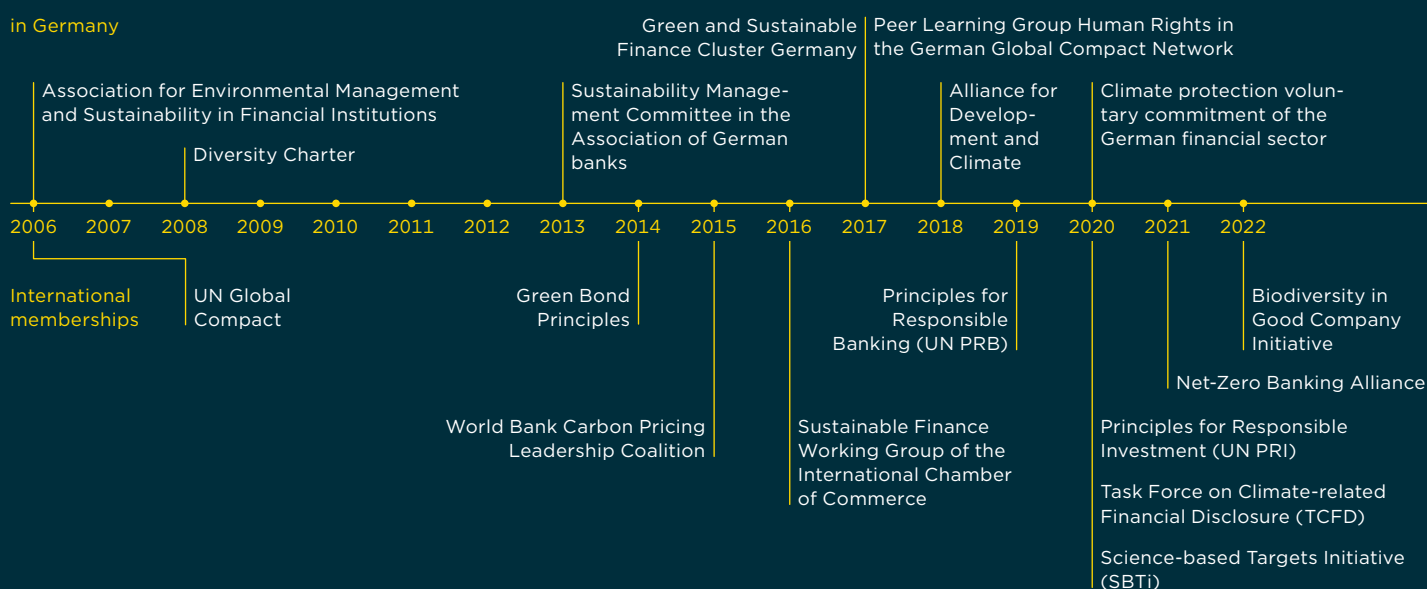 in Germany
Green and Sustainable
Finance Cluster Germany
Peer Learning Group Human Rights in
the German Global Compact Network
Association for Environmental Management
and Sustainability in Financial Institutions
Diversity Charter
Sustainability Manage-
ment Committee in the
Association of German
banks
Alliance for
Develop-
ment and
Climate
Climate protection volun-
tary commitment of the
German financial sector
2006 2007 2008 2009 2010 2011 2012 2013 2014 2015 2016 2017 2018 2019 2020 2021 2022
International
memberships
UN Global
Compact
Green Bond
Principles
World Bank Carbon Pricing
Leadership Coalition
Sustainable Finance
Working Group of the
International Chamber
of Commerce
Principles for
Responsible
Banking (UN PRB)
Principles for Responsible
Investment (UN PRI)
Task Force on Climate-related
Financial Disclosure (TCFD)
Science-based Targets Initiative
(SBTi)
Net-Zero Banking Alliance
Biodiversity in
Good Company
Initiative